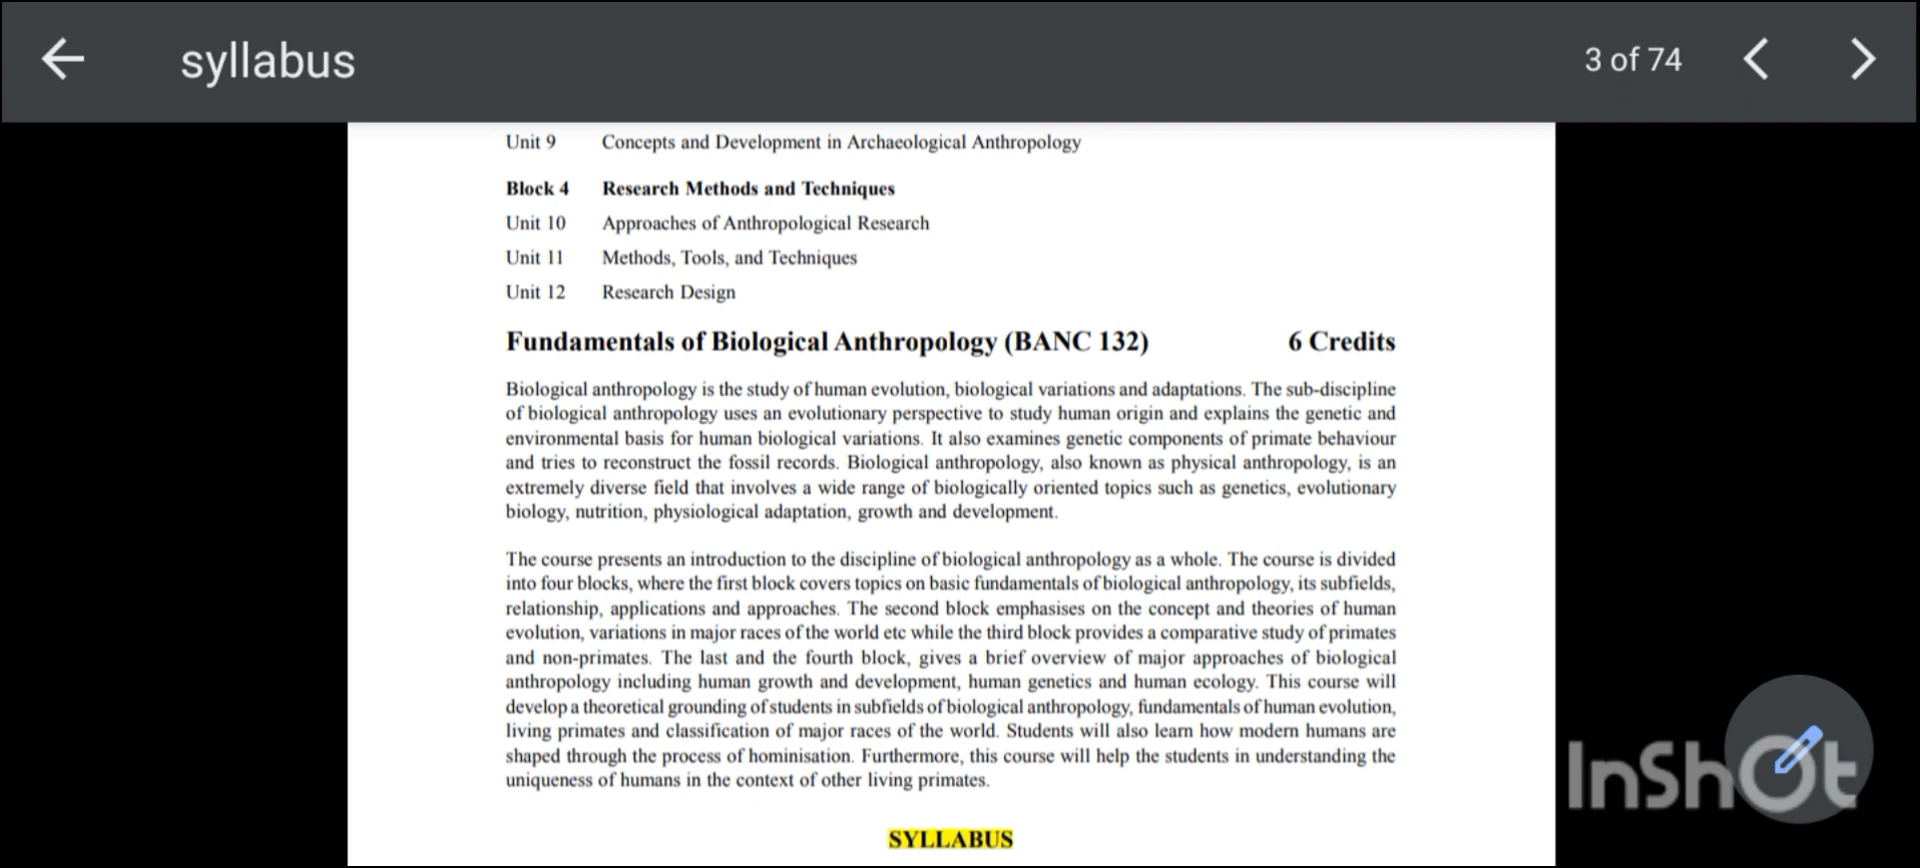 syllabus
3 of 74
Unit 9 Concepts and Development in Archaeological Anthropology
Block 4 Research Methods and Techniques
Unit 10 Approaches of Anthropological Research
Unit 11 Methods, Tools, and Techniques
Unit 12 Research Design
Fundamentals of Biological Anthropology (BANC 132) 6 Credits
Biological anthropology is the study of human evolution, biological variations and adaptations. The sub-discipline
of biological anthropology uses an evolutionary perspective to study human origin and explains the genetic and
environmental basis for human biological variations. It also examines genetic components of primate behaviour
and tries to reconstruct the fossil records. Biological anthropology, also known as physical anthropology, is an
extremely diverse field that involves a wide range of biologically oriented topics such as genetics, evolutionary
biology, nutrition, physiological adaptation, growth and development.
The course presents an introduction to the discipline of biological anthropology as a whole. The course is divided
into four blocks, where the first block covers topics on basic fundamentals of biological anthropology, its subfields,
relationship, applications and approaches. The second block emphasises on the concept and theories of human
evolution, variations in major races of the world etc while the third block provides a comparative study of primates
and non-primates. The last and the fourth block, gives a brief overview of major approaches of biological
anthropology including human growth and development, human genetics and human ecology. This course will
develop a theoretical grounding of students in subfields of biological anthropology, fundamentals of human evolution,
living primates and classification of major races of the world. Students will also learn how modern humans are
shaped through the process of hominisation. Furthermore, this course will help the students in understanding the
uniqueness of humans in the context of other living primates.
SYLLABUS
InShOt